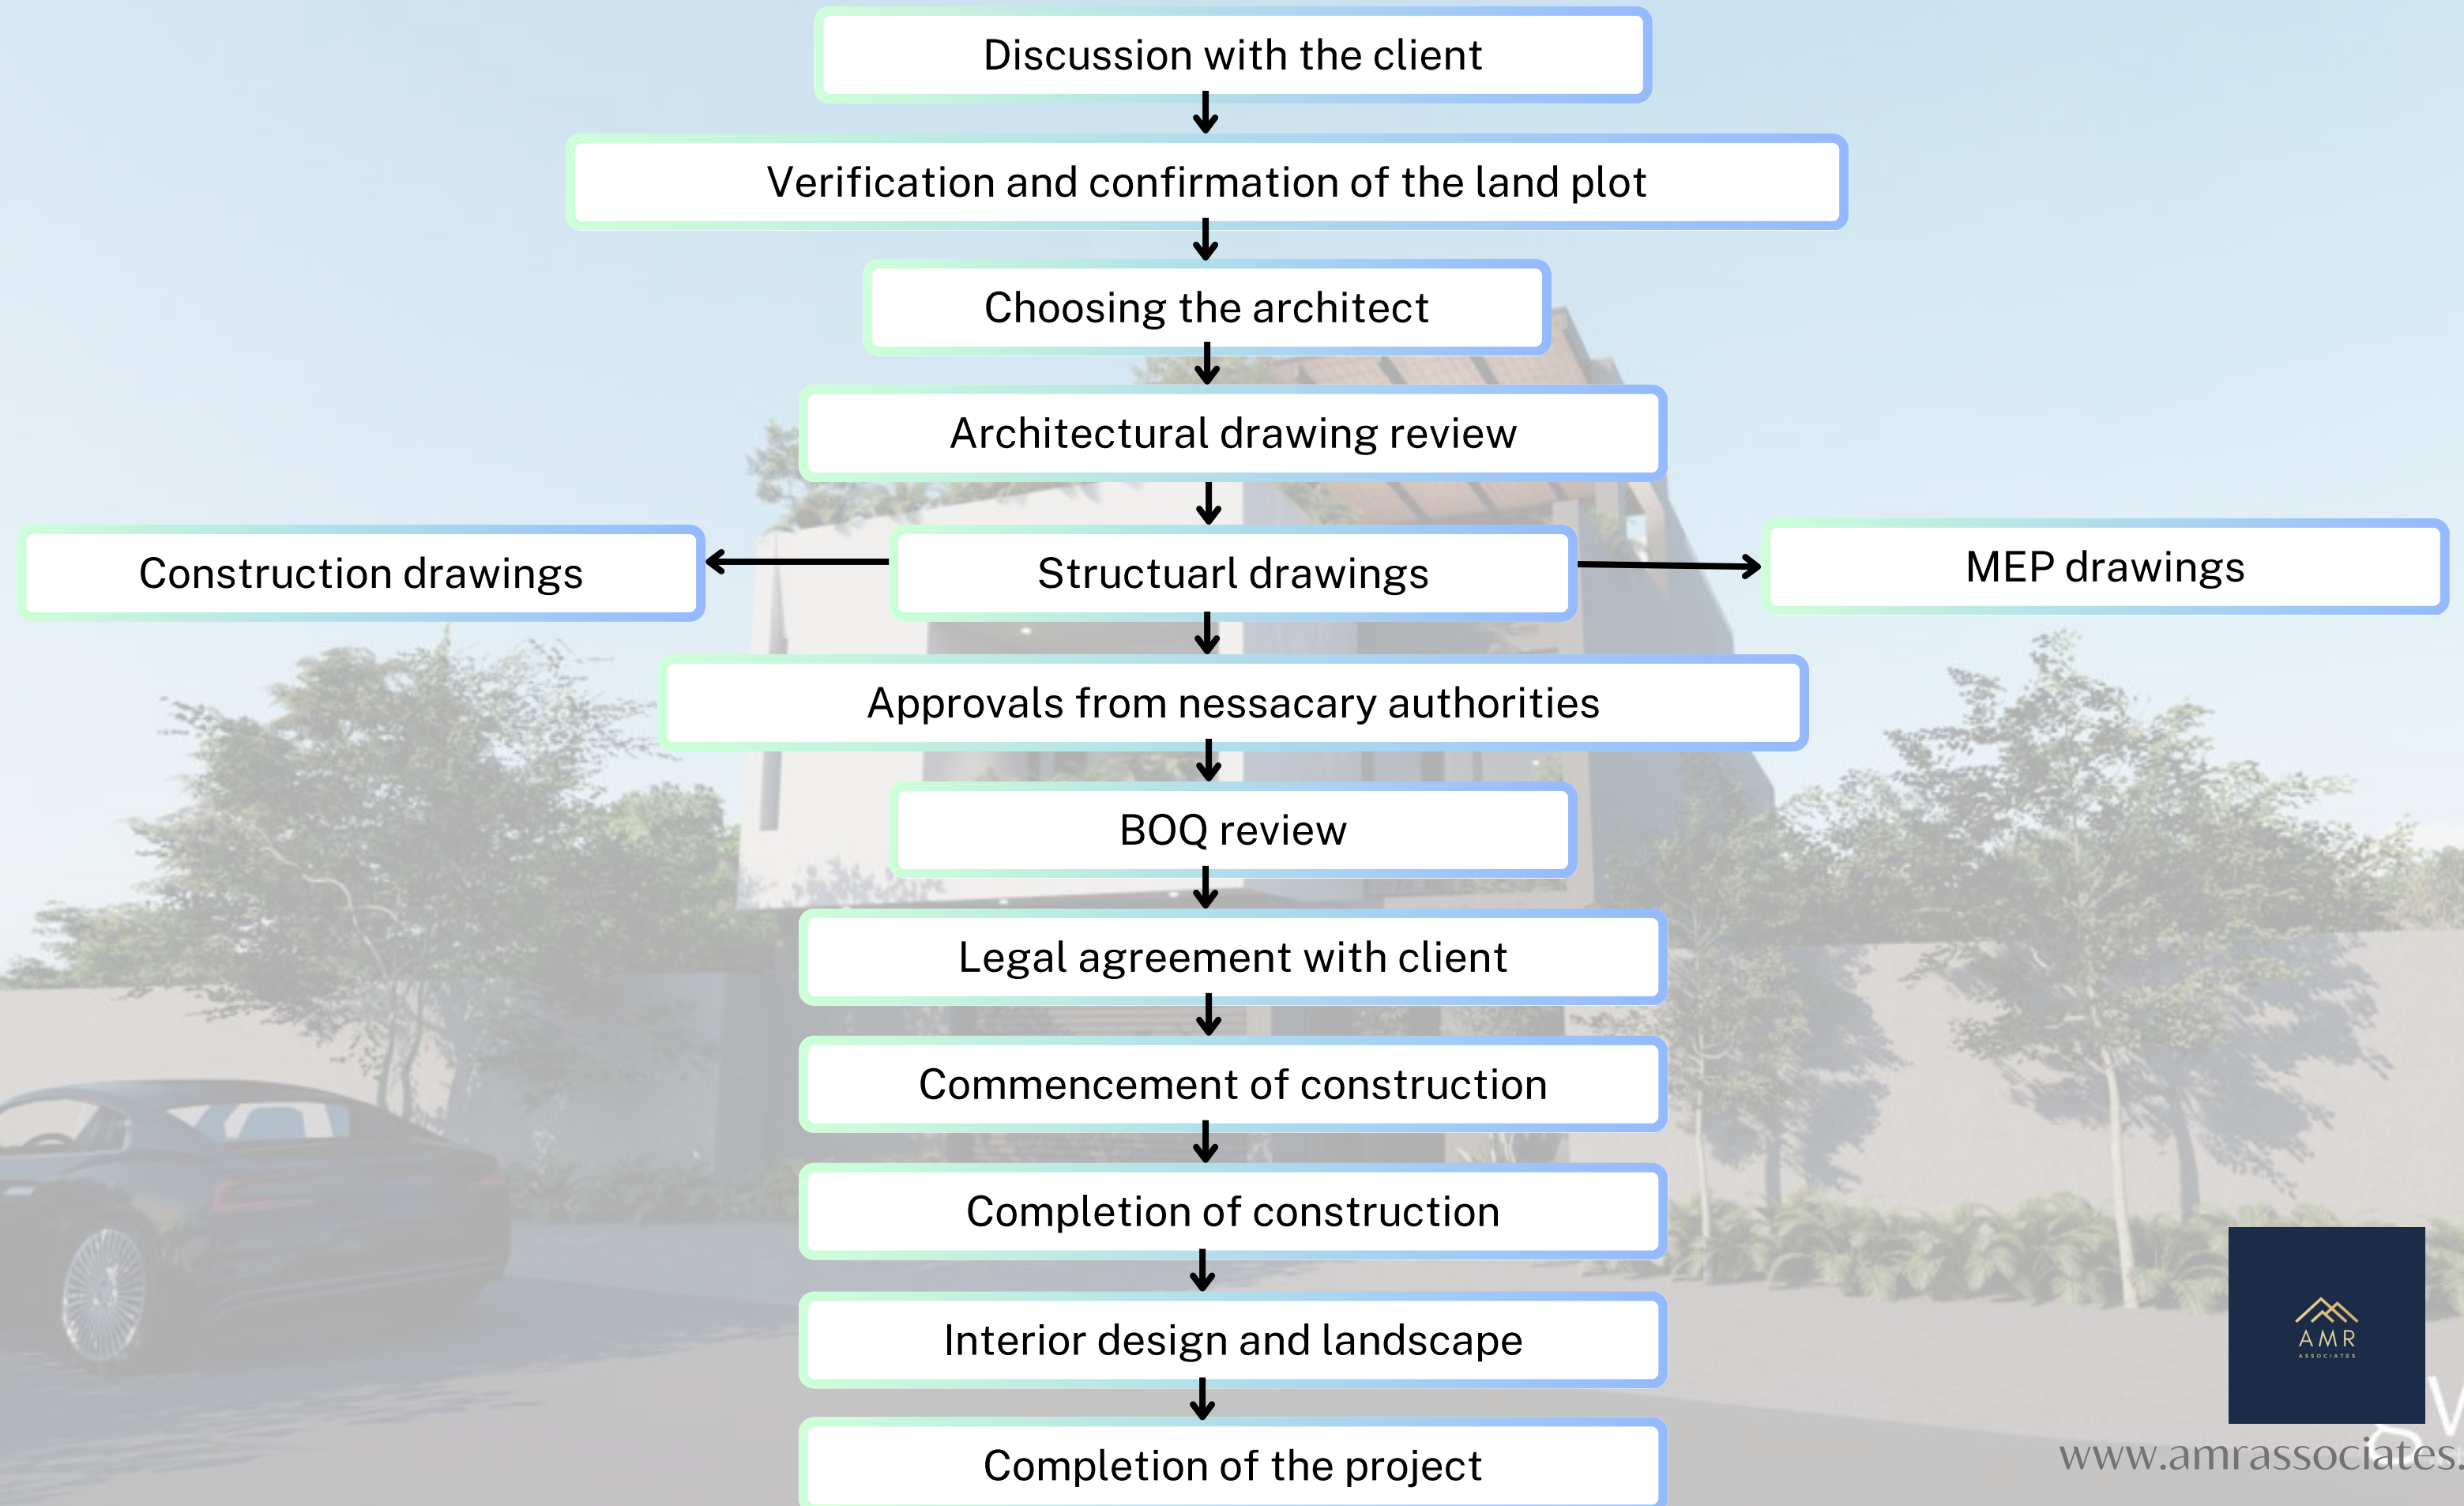 Discussion with the client
Verification and confirmation of the land plot
Choosing the architect
Architectural drawing review
Construction drawings
Structuarl drawings
MEP drawings
Approvals from nessacary authorities
BOQ review
Legal agreement with client
Commencement of construction
Completion of construction
Interior design and landscape
Completion of the project
AMR
ASSOCIATES
www.amrassociates.